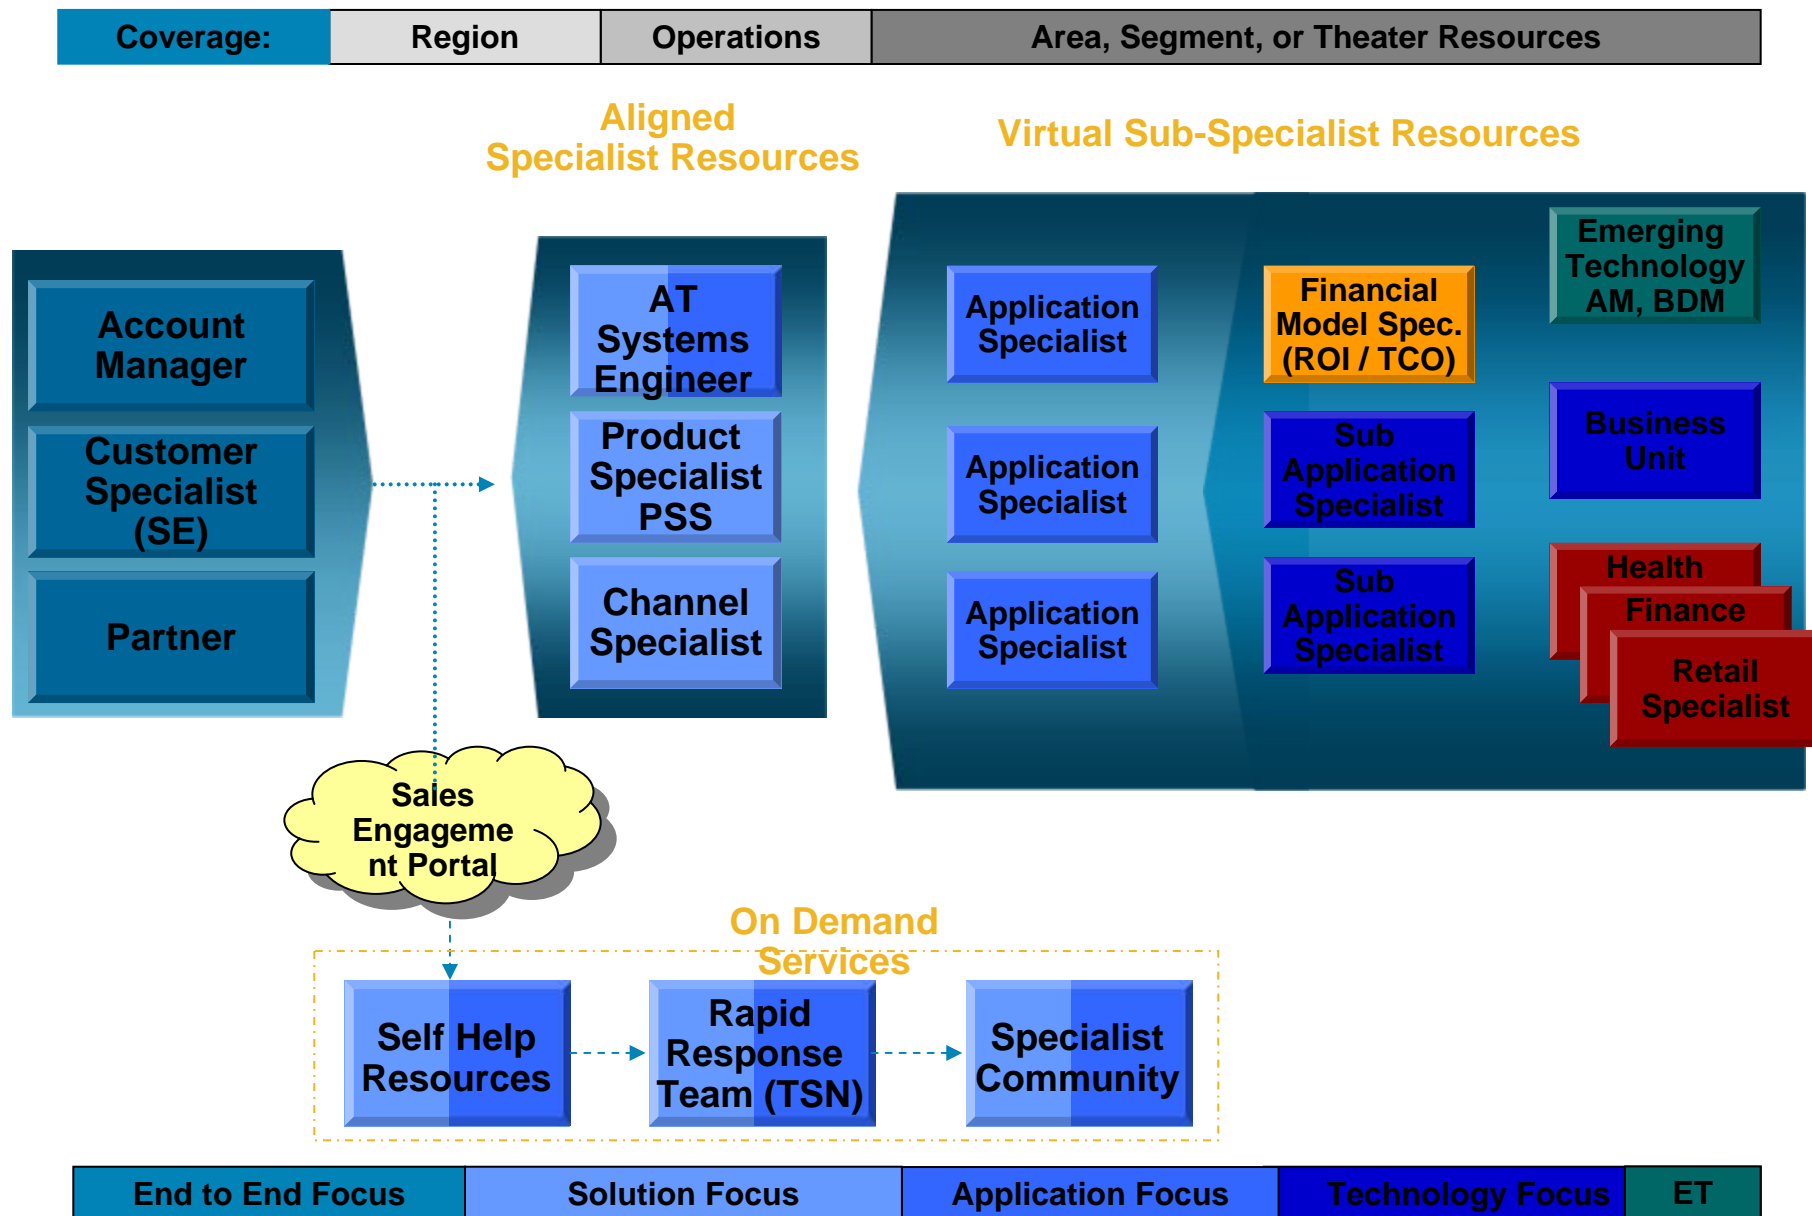 Coverage:
Region
Operations
Area, Segment, or Theater Resources
Aligned
Specialist Resources
Virtual Sub-Specialist Resources
Account
Manager
Customer
Specialist
(SE)
Partner
AT
Systems
Engineer
Product
Specialist
PSS
Channel
Specialist
Application
Specialist
Application
Specialist
Application
Specialist
Financial
Model Spec.
(ROI / TCO)
Sub
Application
Specialist
Sub
Application
Specialist
Emerging
Technology
AM, BDM
Business
Unit
Health
Finance
Retail
Specialist
Sales
Engageme
nt Portal
On Demand
Services
Self Help
Resources
Rapid
Response
Team (TSN)
Specialist
Community
End to End Focus
Solution Focus
Application Focus
Technology Focus
ET